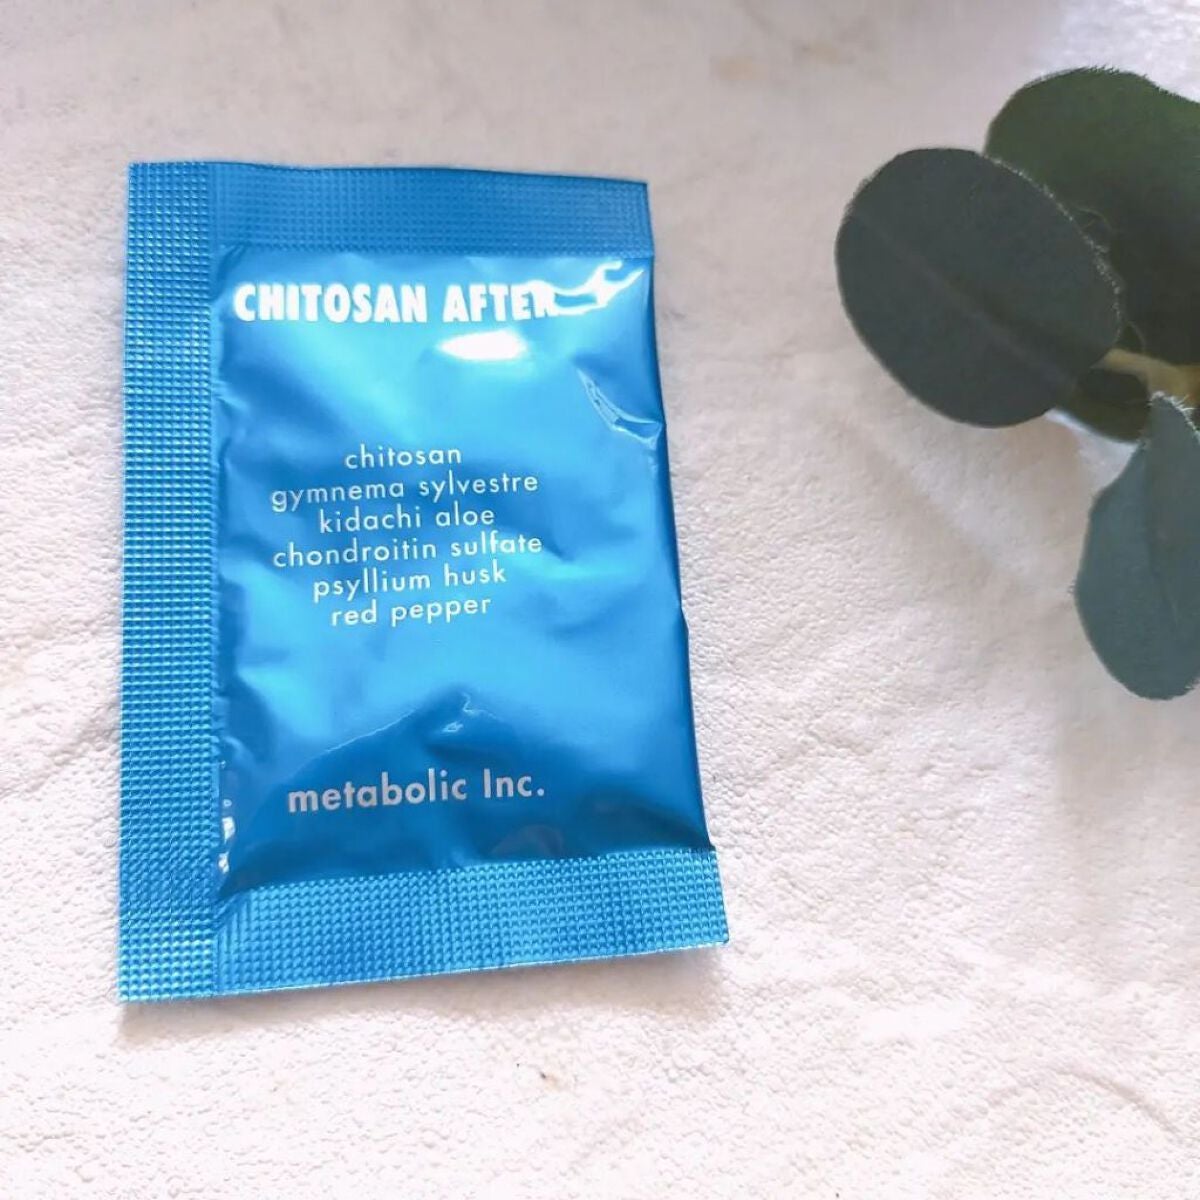 CHITOSAN AFTER
chitosan
gymnema sylvestre
kidachi aloe
chondroitin sulfate
psyllium husk
red pepper
metabolic Inc.